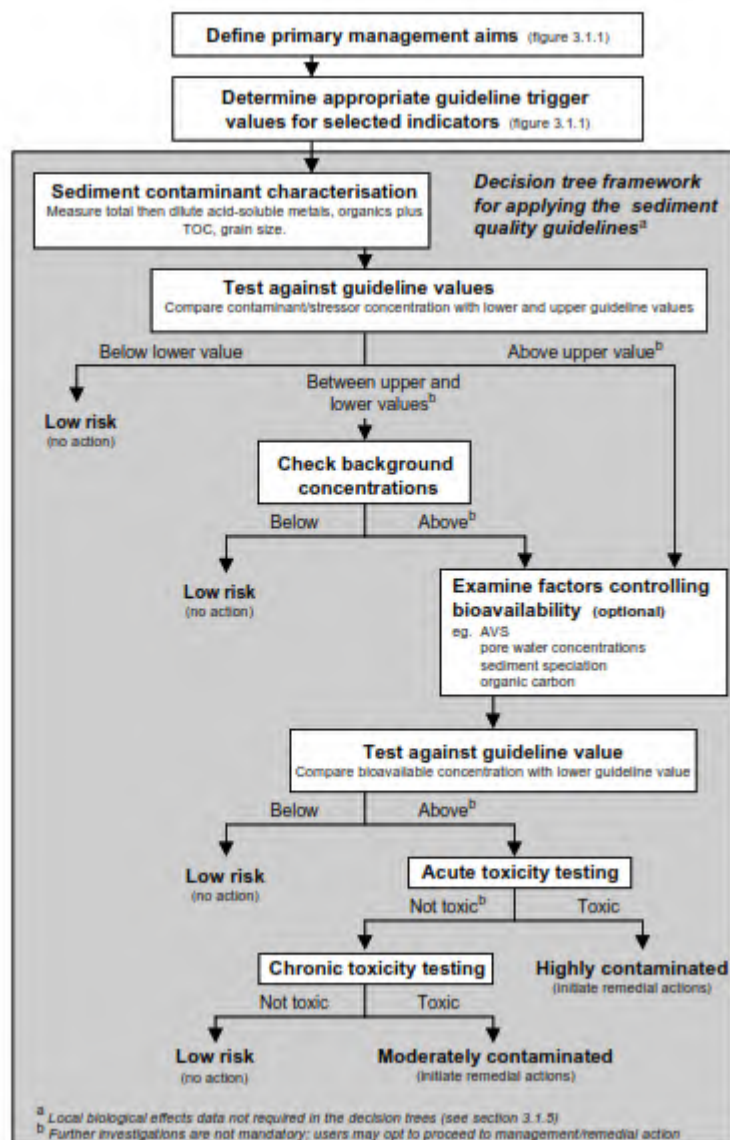 Define primary management aims (figure 3.1.1)
Determine appropriate guideline trigger
values for selected indicators (figure 3.1.1)
Sediment contaminant characterisation
Measure total then dilute acid-soluble metals, organics plus
TOC, grain size.
Decision tree framework
for applying the sediment
quality guidelinesª
Test against guideline values
Compare contaminant/stressor concentration with lower and upper guideline values
Below lower value
Above upper valueᵇ
Between upper and
lower valuesᵇ
Low risk
(no action)
Check background
concentrations
Below
Aboveᵇ
Low risk
(no action)
Examine factors controlling
bioavailability (optional)
eg. AVS
pore water concentrations
sediment speciation
organic carbon
Test against guideline value
Compare bioavailable concentration with lower guideline value
Below
Aboveᵇ
Low risk
(no action)
Acute toxicity testing
Not toxicᵇ
Toxic
Chronic toxicity testing
Highly contaminated
(initiate remedial actions)
Not toxic
Toxic
Low risk
(no action)
Moderately contaminated
(initiate remedial actions)
ª Local biological effects data not required in the decision trees (see section 3.1.5)
ᵇ Further investigations are not mandatory; users may opt to proceed to management/remedial action